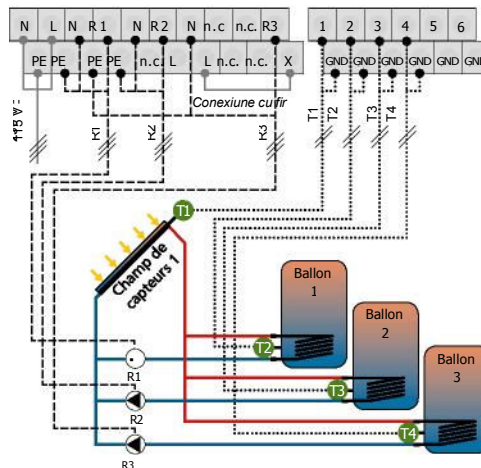 N L N R1 N R2 N n.c n.c. R3
1 2 3 4 5 6
PE PE PE PE n.c. L L n.c. X
GND GND GND GND GND GND
Conexiune cu fir
T1 T2 T3 T4
R1 R2 R3
T1
Champ de
capteurs 1
Ballon
1
T2
Ballon
2
R1
T3
Ballon
3
R2
T4
R3